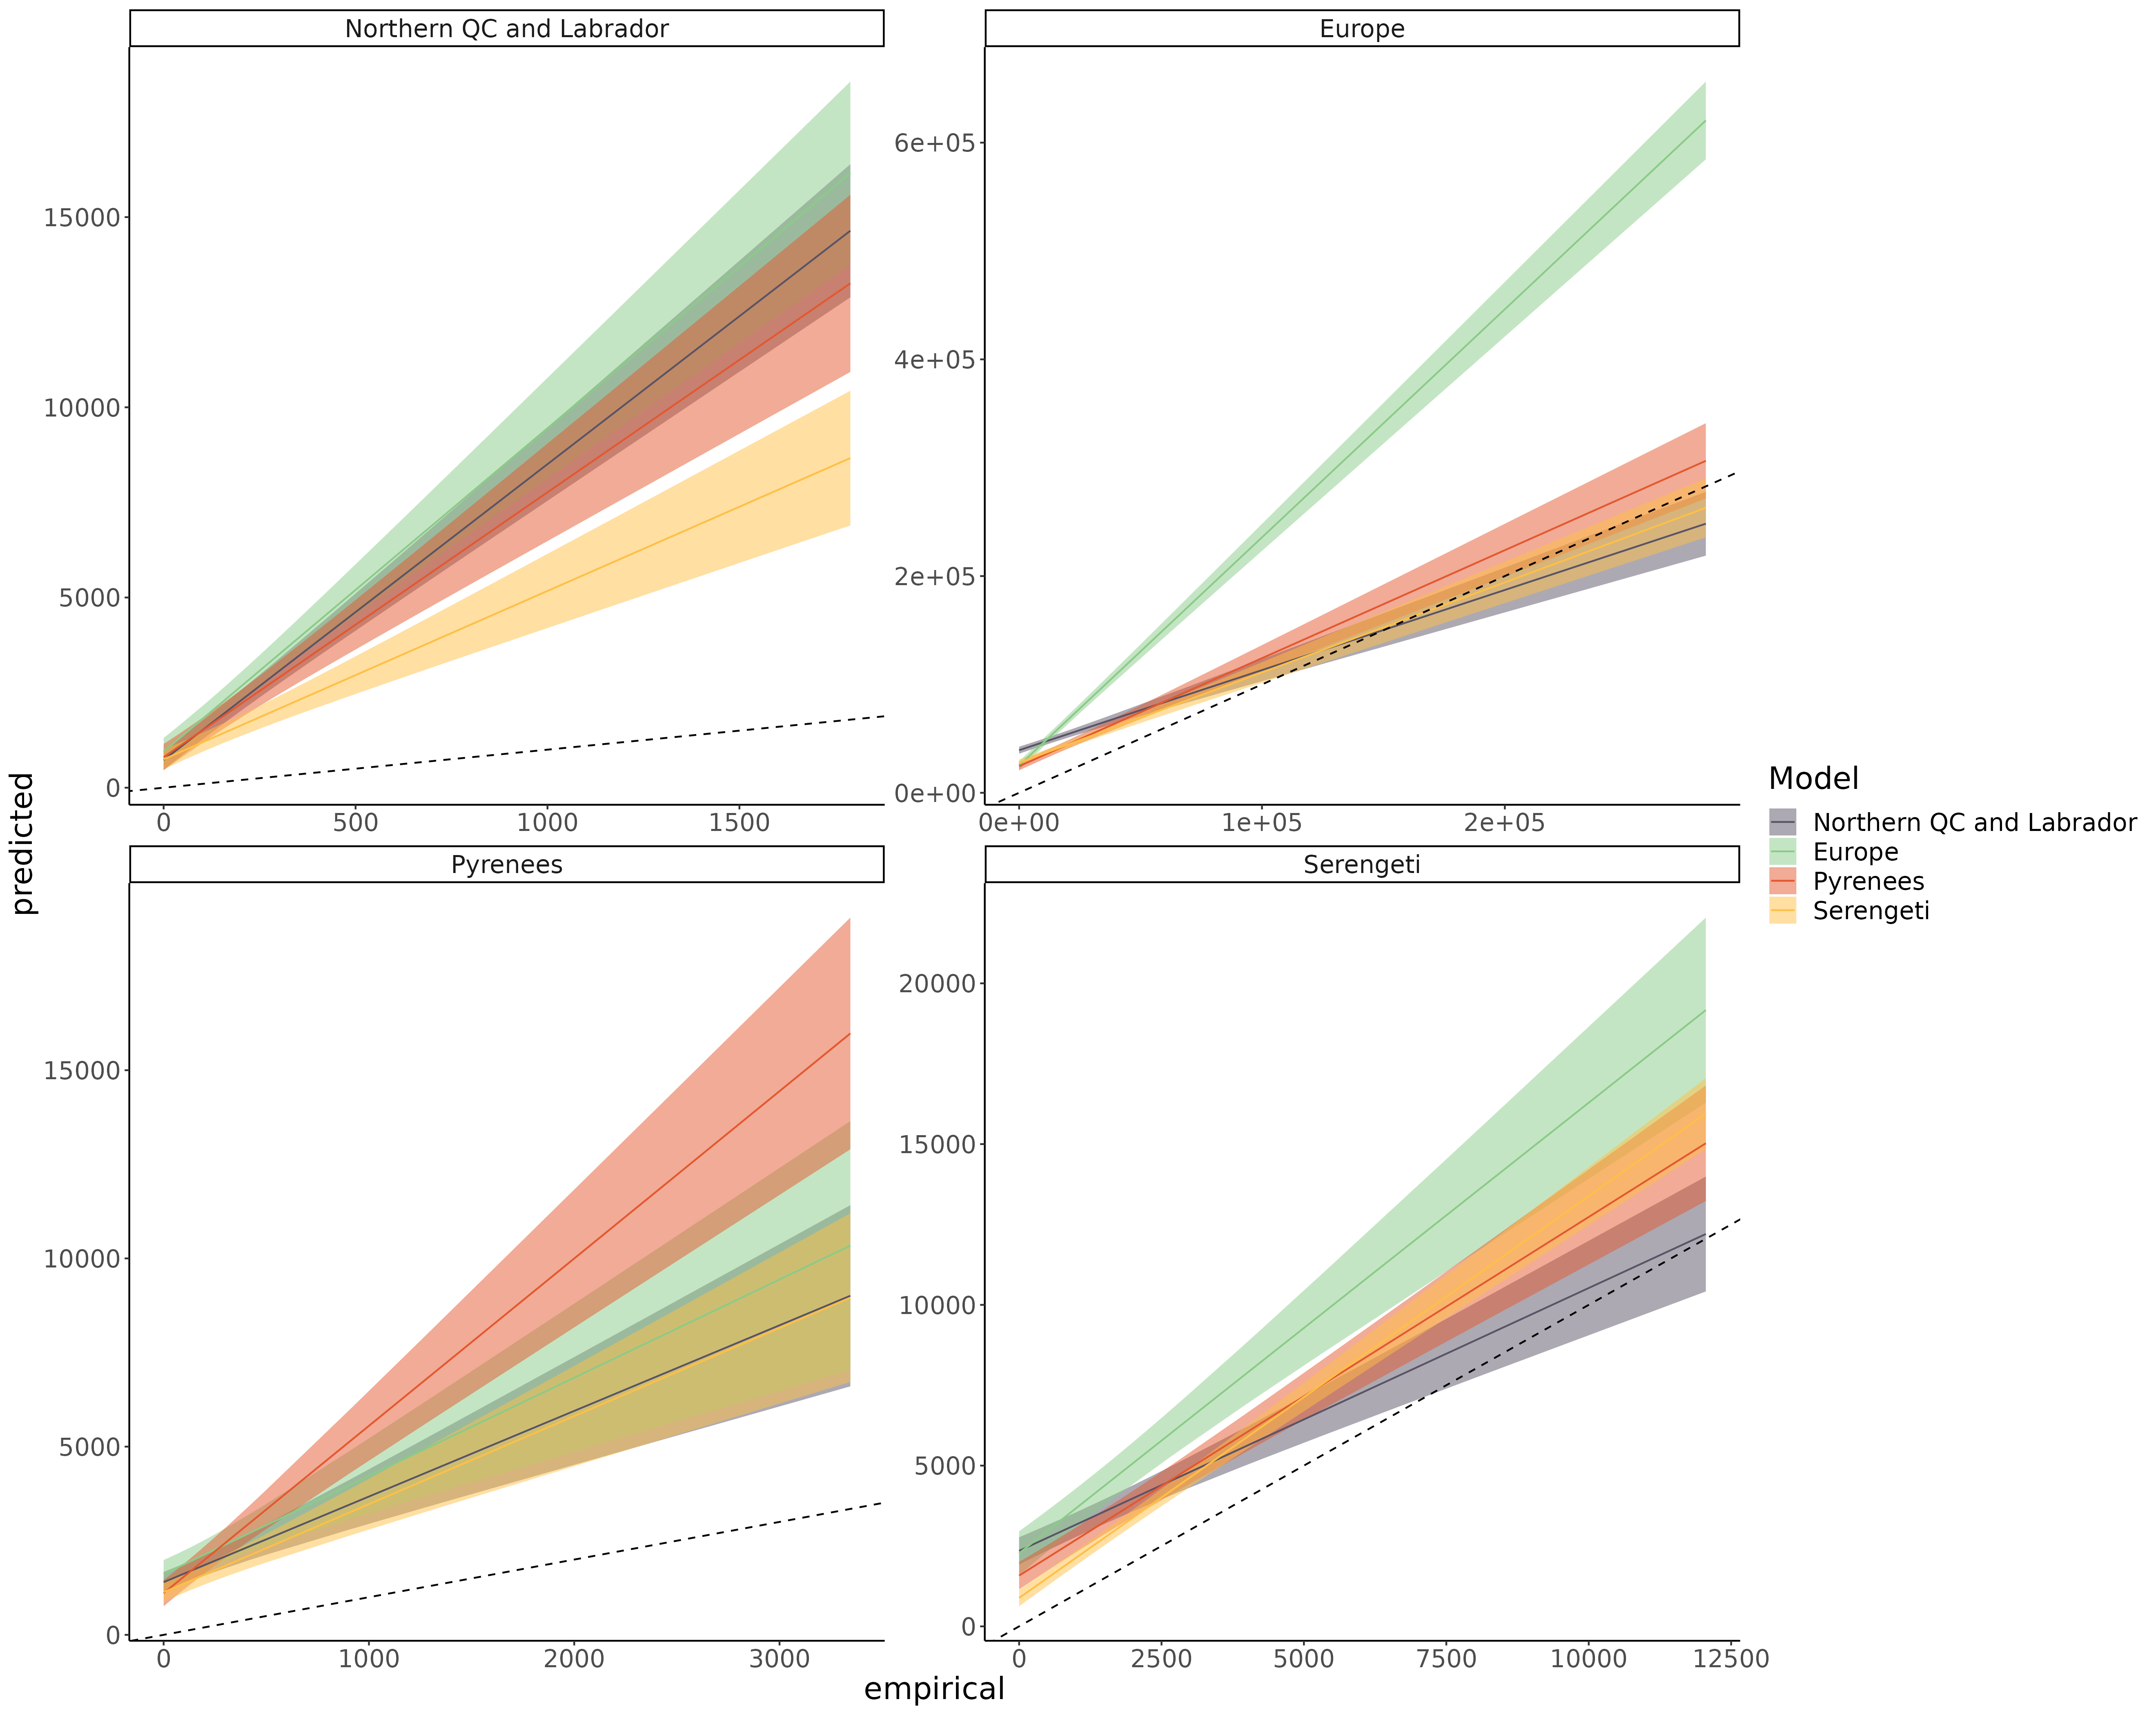 Northern QC and Labrador
Europe
15000
10000
5000
0
0 500 1000 1500
6e+05
4e+05
2e+05
0e+00
0e+00 1e+05 2e+05
Pyrenees
Serengeti
15000
10000
5000
0
0 1000 2000 3000
20000
15000
10000
5000
0
0 2500 5000 7500 10000 12500
predicted
empirical
Model
Northern QC and Labrador
Europe
Pyrenees
Serengeti